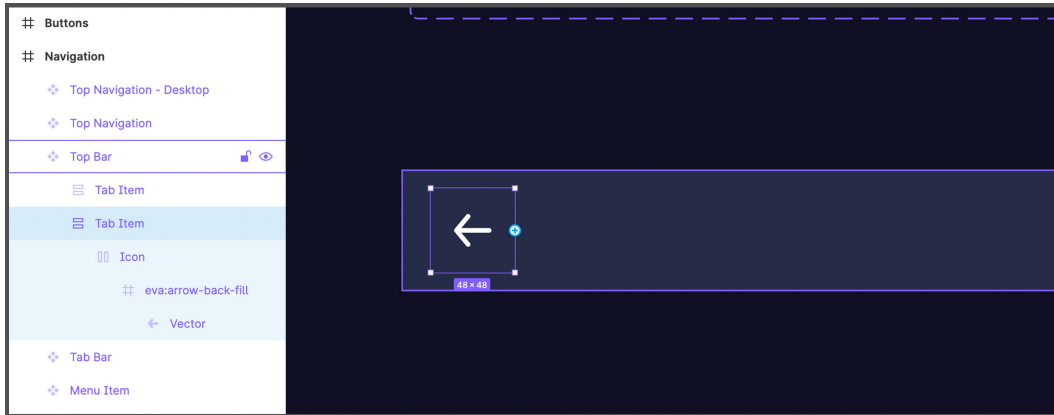 Buttons
Navigation
Top Navigation - Desktop
Top Navigation
Top Bar
Tab Item
Tab Item
Icon
eva:arrow-back-fill
Vector
Tab Bar
Menu Item
48 × 48